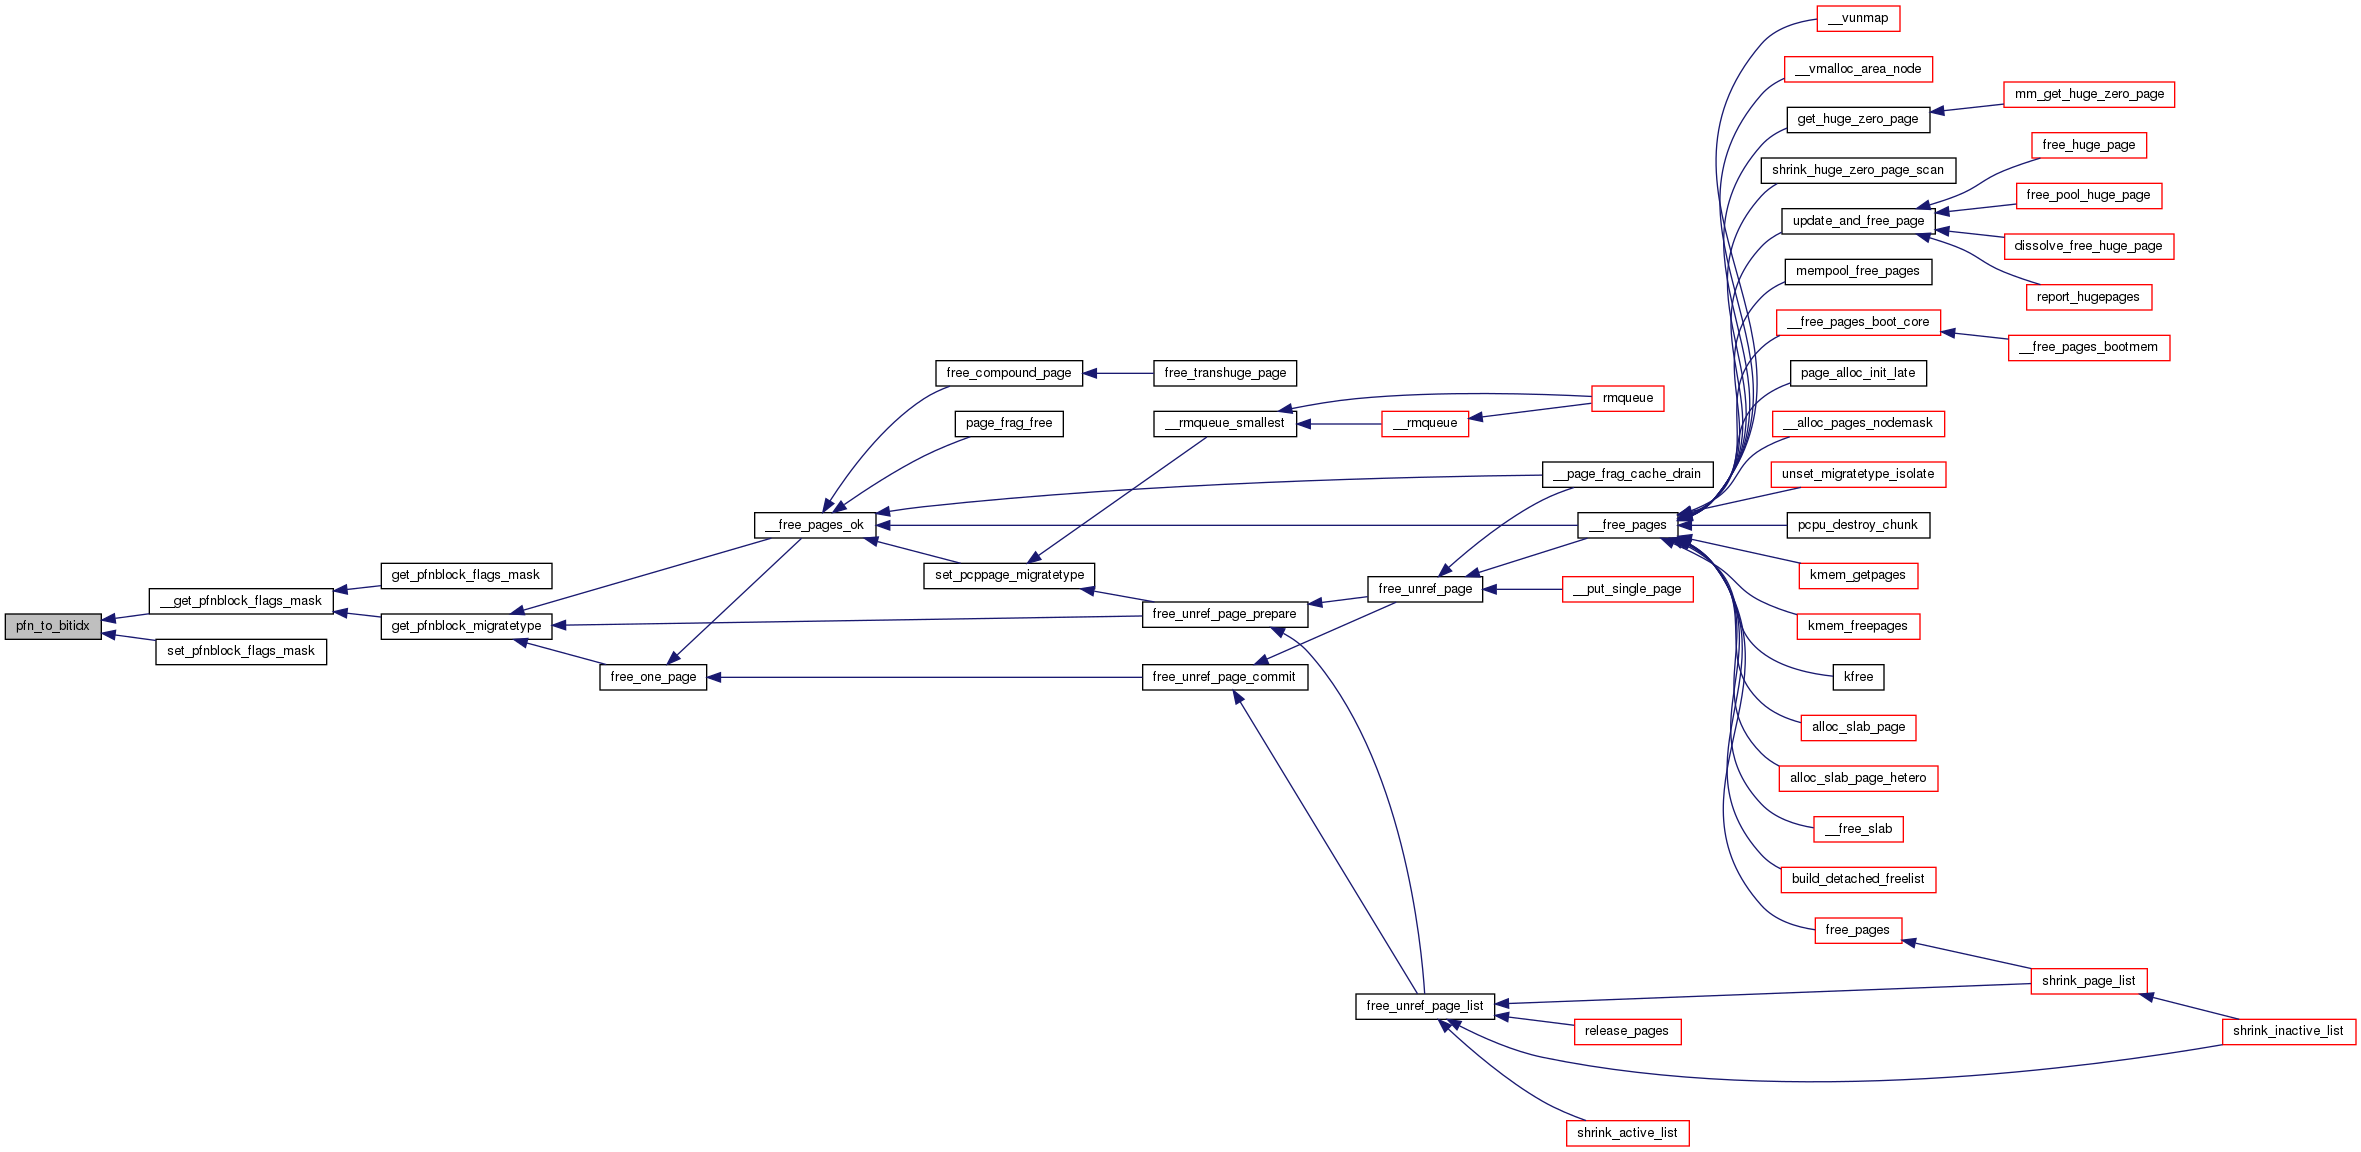 __vunmap
__vmalloc_area_node
mm_get_huge_zero_page
get_huge_zero_page
free_huge_page
shrink_huge_zero_page_scan
free_pool_huge_page
update_and_free_page
dissolve_free_huge_page
mempool_free_pages
report_hugepages
__free_pages_boot_core
__free_pages_bootmem
free_compound_page
free_transhuge_page
page_alloc_init_late
rmqueue
page_frag_free
__rmqueue_smallest
__rmqueue
__alloc_pages_nodemask
__page_frag_cache_drain
unset_migratetype_isolate
__free_pages_ok
__free_pages
pcpu_destroy_chunk
get_pfnblock_flags_mask
set_pcppage_migratetype
kmem_getpages
free_unref_page
__put_single_page
__get_pfnblock_flags_mask
free_unref_page_prepare
pfn_to_bitidx
get_pfnblock_migratetype
kmem_freepages
set_pfnblock_flags_mask
free_one_page
free_unref_page_commit
kfree
alloc_slab_page
alloc_slab_page_hetero
__free_slab
build_detached_freelist
free_pages
shrink_page_list
free_unref_page_list
release_pages
shrink_inactive_list
shrink_active_list